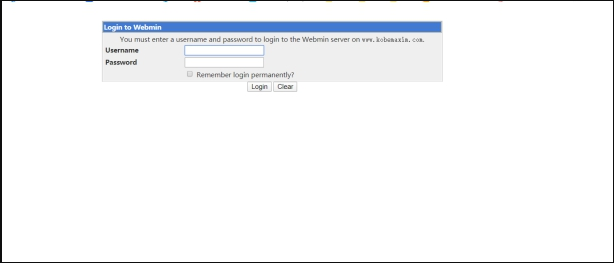 Login to Webmin
You must enter a username and password to login to the Webmin server on www.kobemaxlm.com.
Username
Password
Remember login permanently?
Login Clear